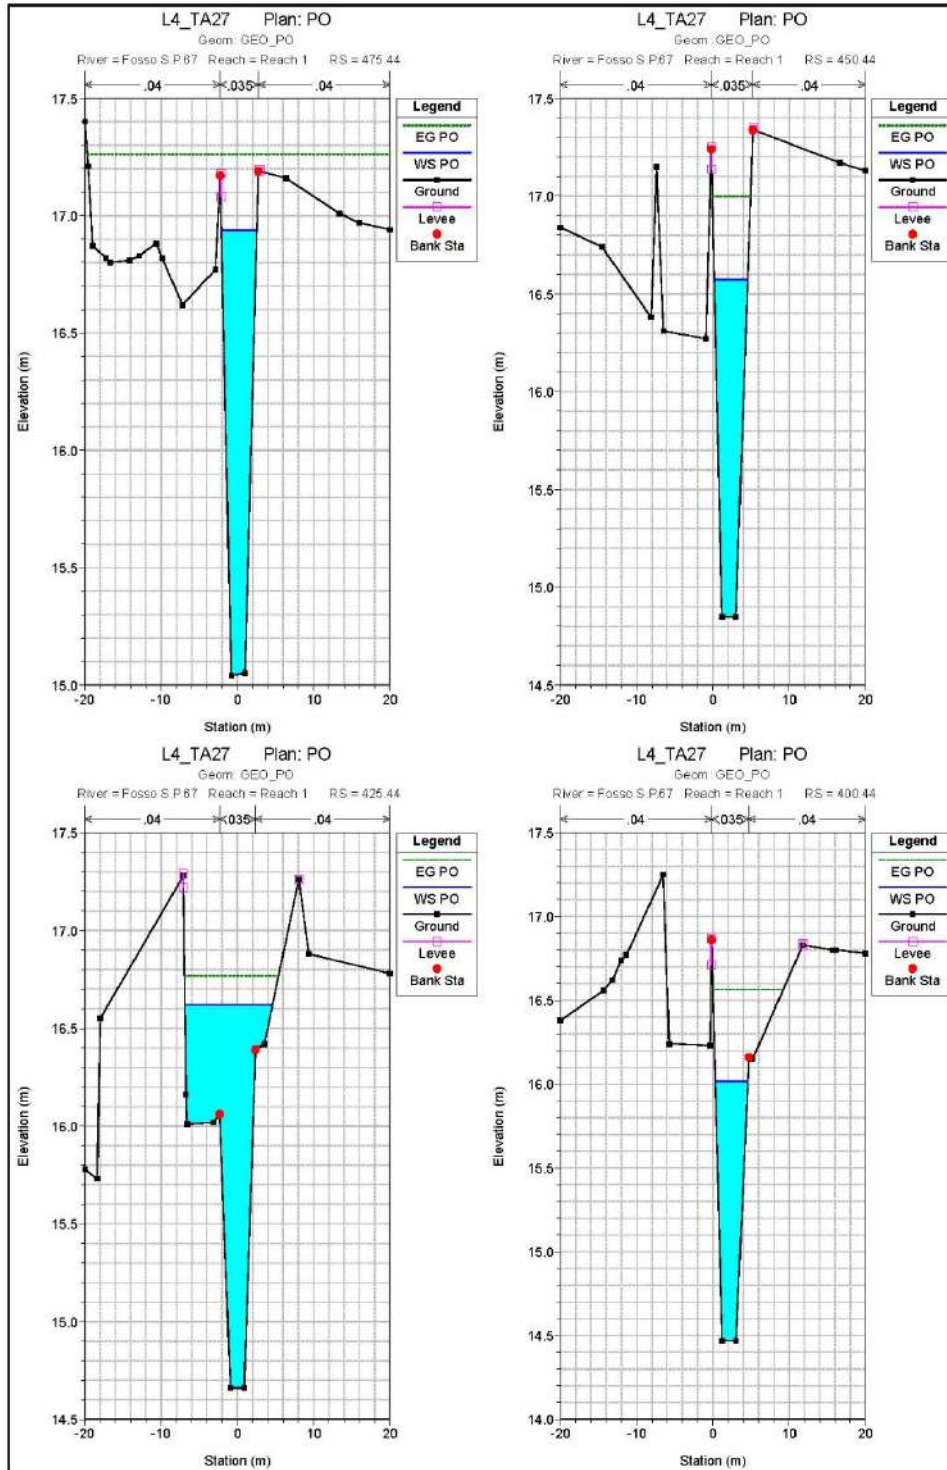 L4_TA27 Plan: PO
Geom: GEO_PO
River = Fosso S.P.67 Reach = Reach 1 RS = 475.44
.04 .035 .04
Legend
EG PO
WS PO
Ground
Levee
Bank Sta
17.5
17.0
16.5
16.0
15.5
15.0
Elevation (m)
-20 -10 0 10 20
Station (m)
L4_TA27 Plan: PO
Geom: GEO_PO
River = Fosso S.P.67 Reach = Reach 1 RS = 450.44
.04 .035 .04
Legend
EG PO
WS PO
Ground
Levee
Bank Sta
17.5
17.0
16.5
16.0
15.5
15.0
14.5
Elevation (m)
-20 -10 0 10 20
Station (m)
L4_TA27 Plan: PO
Geom: GEO_PO
River = Fosso S.P.67 Reach = Reach 1 RS = 425.44
.04 .035 .04
Legend
EG PO
WS PO
Ground
Levee
Bank Sta
17.5
17.0
16.5
16.0
15.5
15.0
14.5
Elevation (m)
-20 -10 0 10 20
Station (m)
L4_TA27 Plan: PO
Geom: GEO_PO
River = Fosso S.P.67 Reach = Reach 1 RS = 400.44
.04 .035 .04
Legend
EG PO
WS PO
Ground
Levee
Bank Sta
17.5
17.0
16.5
16.0
15.5
15.0
14.5
14.0
Elevation (m)
-20 -10 0 10 20
Station (m)